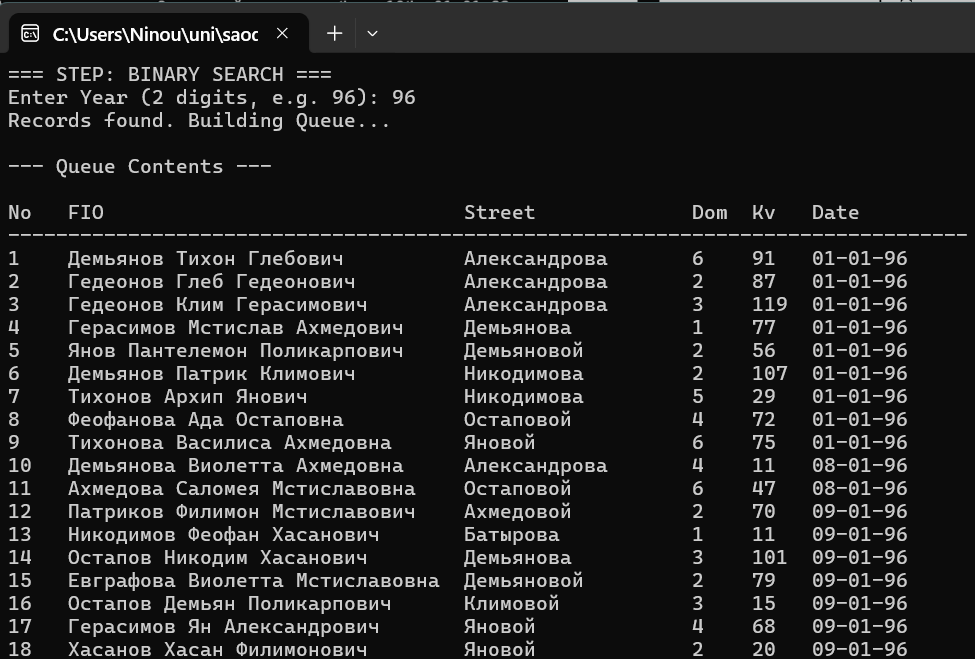 C:\Users\Ninou\uni\saoc
=== STEP: BINARY SEARCH ===
Enter Year (2 digits, e.g. 96): 96
Records found. Building Queue...
--- Queue Contents ---
No FIO Street Dom Kv Date
--------------------------------------------------------------------------------
1 Демьянов Тихон Глебович Александрова 6 91 01-01-96
2 Гедеонов Глеб Гедеонович Александрова 2 87 01-01-96
3 Гедеонов Клим Герасимович Александрова 3 119 01-01-96
4 Герасимов Мстислав Ахмедович Демьянова 1 77 01-01-96
5 Янов Пантелемон Поликарпович Демьяновой 2 56 01-01-96
6 Демьянов Патрик Климович Никодимова 2 107 01-01-96
7 Тихонов Архип Янович Никодимова 5 29 01-01-96
8 Феофанова Ада Остаповна Остаповой 4 72 01-01-96
9 Тихонова Василиса Ахмедовна Яновой 6 75 01-01-96
10 Демьянова Виолетта Ахмедовна Александрова 4 11 08-01-96
11 Ахмедова Саломея Мстиславовна Остаповой 6 47 08-01-96
12 Патриков Филимон Мстиславович Ахмедовой 2 70 09-01-96
13 Никодимов Феофан Хасанович Батырова 1 11 09-01-96
14 Остапов Никодим Хасанович Демьянова 3 101 09-01-96
15 Евграфова Виолетта Мстиславовна Демьяновой 2 79 09-01-96
16 Остапов Демьян Поликарпович Климовой 3 15 09-01-96
17 Герасимов Ян Александрович Яновой 4 68 09-01-96
18 Хасанов Хасан Филимонович Яновой 2 20 09-01-96